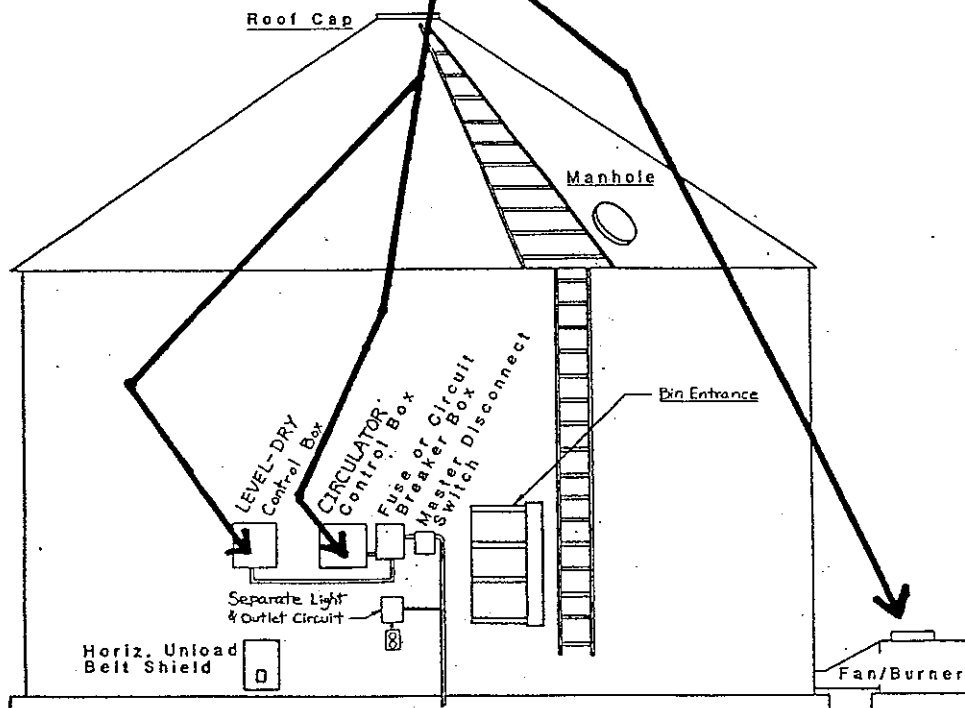 Roof Cap
Manhole
Bin Entrance
LEVEL-DRY
Control Box
CIRCULATOR
Control Box
Fuse or Circuit
Breaker Box
Master Disconnect
Switch
Separate Light
& Outlet Circuit
Horiz. Unload
Belt Shield
Fan/Burner